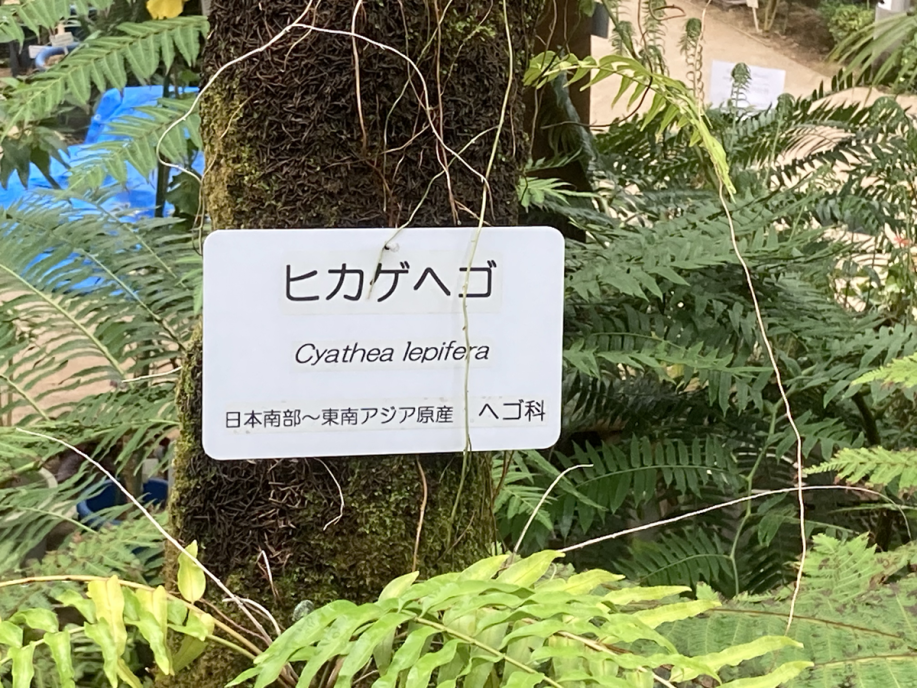 ヒカゲヘゴ
Cyathea lepifera
日本南部～東南アジア原産 ヘゴ科